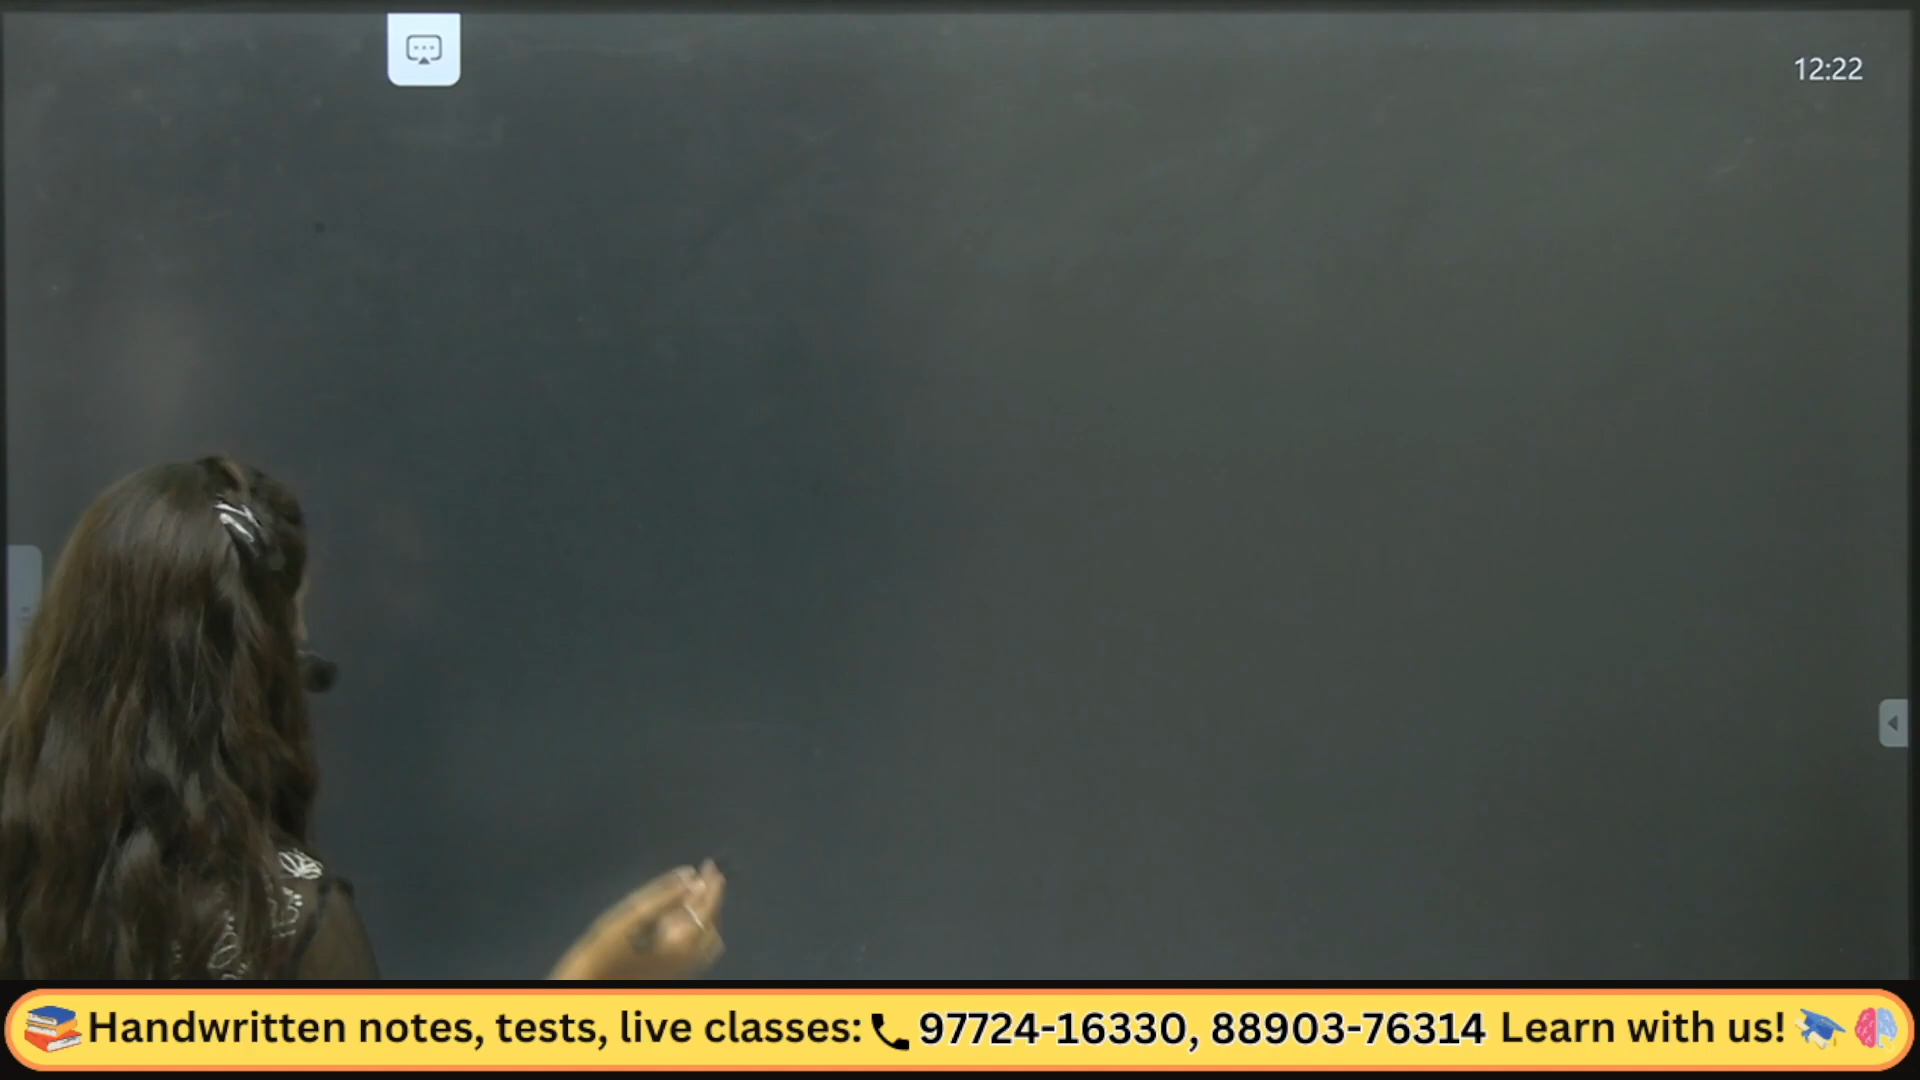 12:22
Handwritten notes, tests, live classes: 97724-16330, 88903-76314 Learn with us!